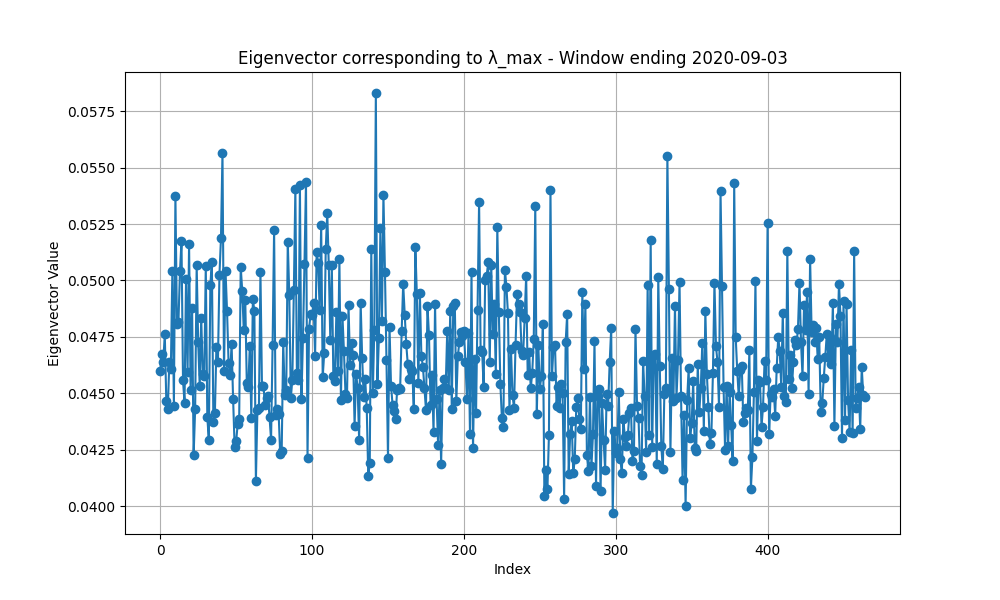 Eigenvector corresponding to λ_max - Window ending 2020-09-03
0.0575
0.0550
0.0525
0.0500
0.0475
0.0450
0.0425
0.0400
Eigenvector Value
0 100 200 300 400
Index